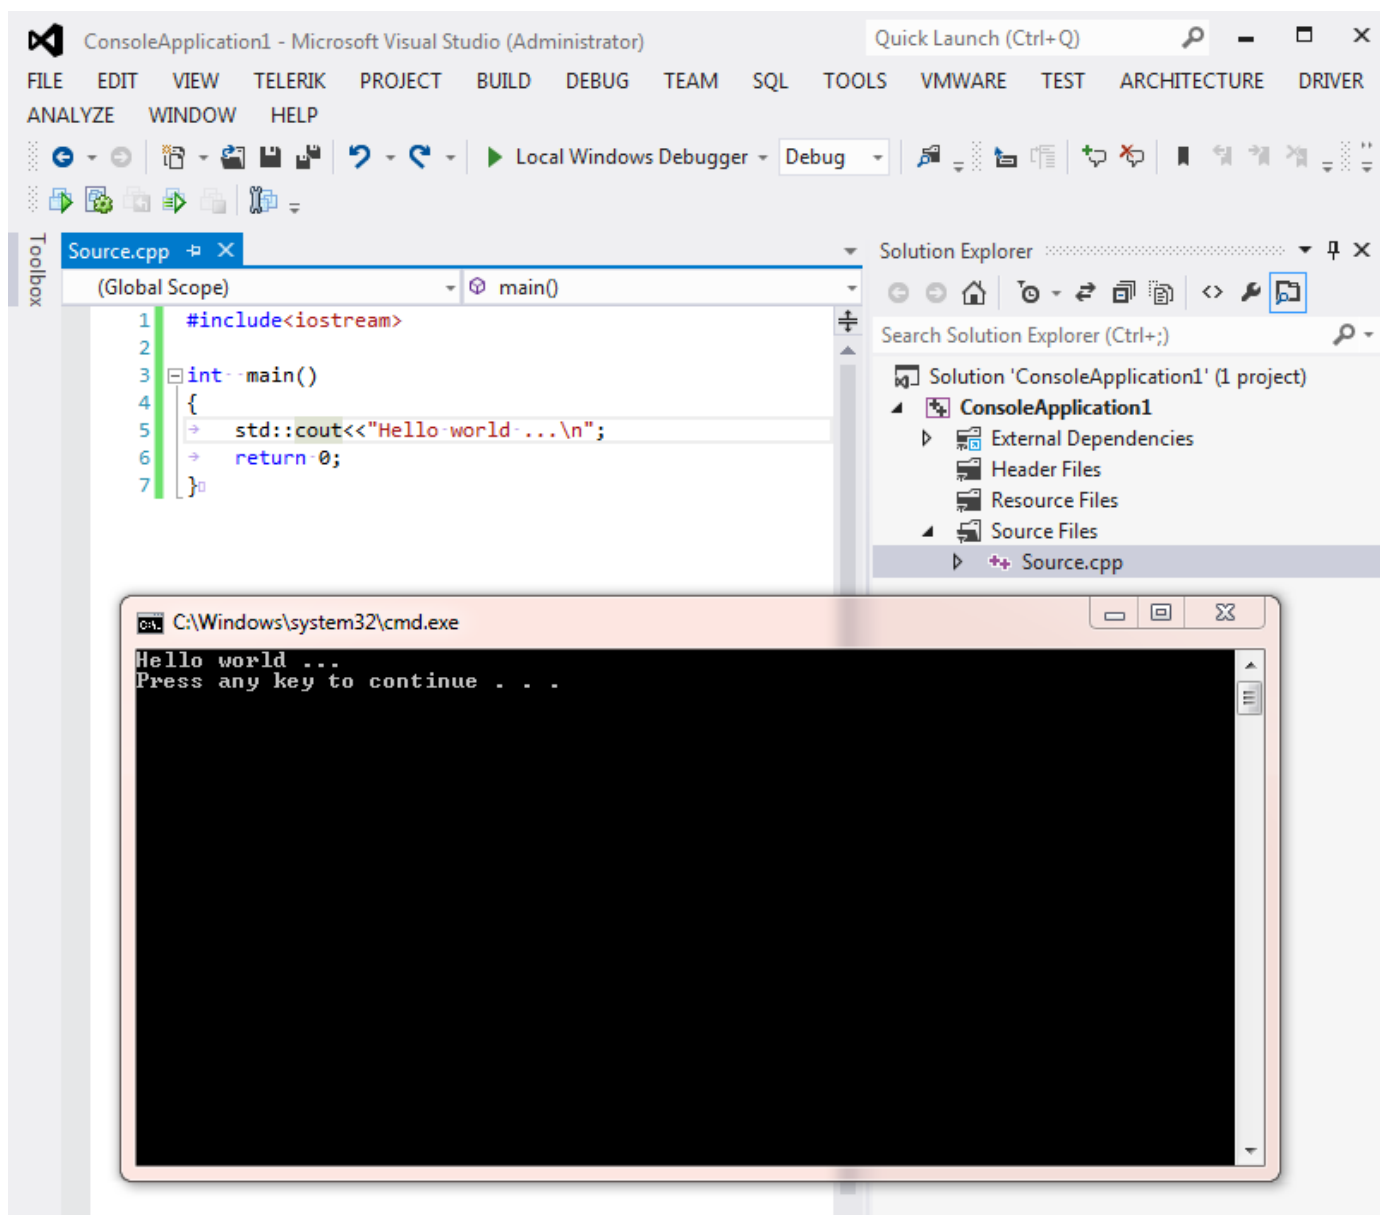 ConsoleApplication1 - Microsoft Visual Studio (Administrator) Quick Launch (Ctrl+Q)
FILE EDIT VIEW TELERIK PROJECT BUILD DEBUG TEAM SQL TOOLS VMWARE TEST ARCHITECTURE DRIVER
ANALYZE WINDOW HELP
Local Windows Debugger Debug
Toolbox
Source.cpp
(Global Scope) main()
1 #include<iostream>
2
3 int main()
4 {
5 std::cout<<"Hello world ...\n";
6 return 0;
7 }
Solution Explorer
Search Solution Explorer (Ctrl+;)
Solution 'ConsoleApplication1' (1 project)
ConsoleApplication1
External Dependencies
Header Files
Resource Files
Source Files
Source.cpp
C:\Windows\system32\cmd.exe
Hello world ...
Press any key to continue . . .